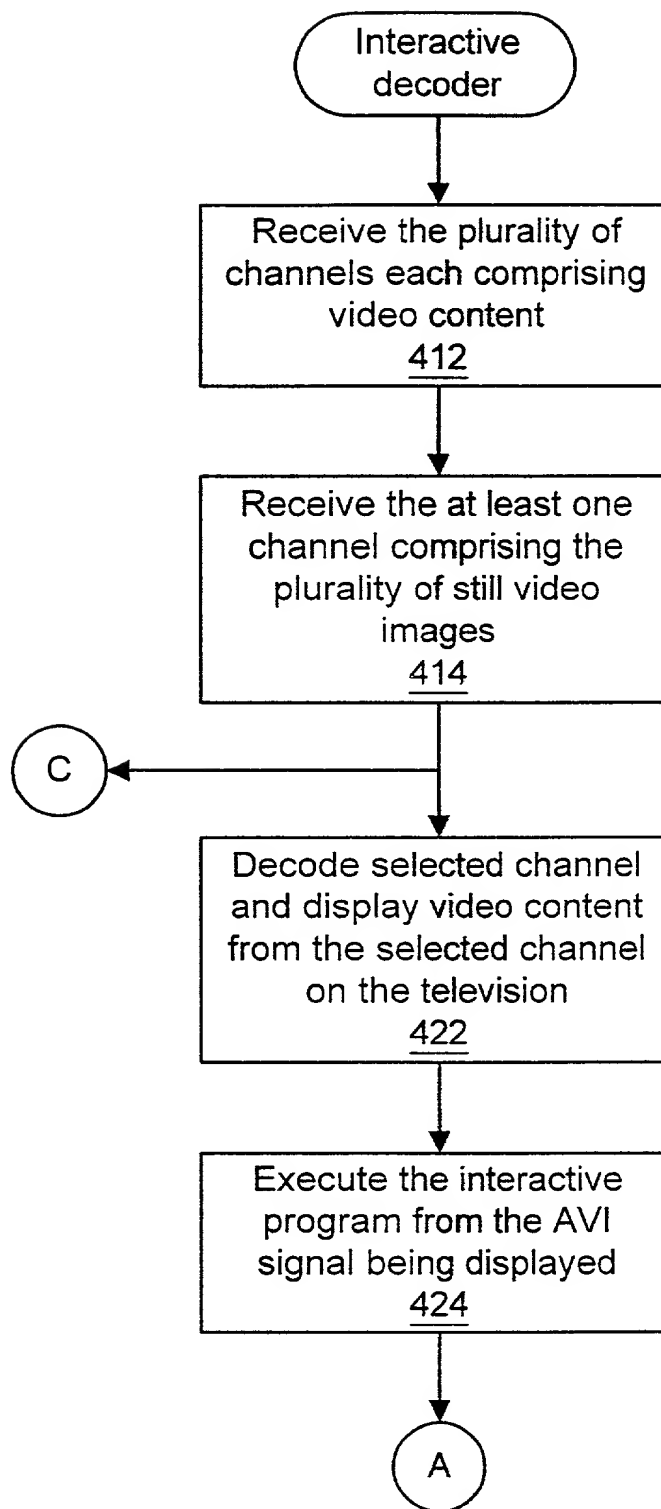 Interactive
decoder
Receive the plurality of
channels each comprising
video content
412
Receive the at least one
channel comprising the
plurality of still video
images
414
C
Decode selected channel
and display video content
from the selected channel
on the television
422
Execute the interactive
program from the AVI
signal being displayed
424
A